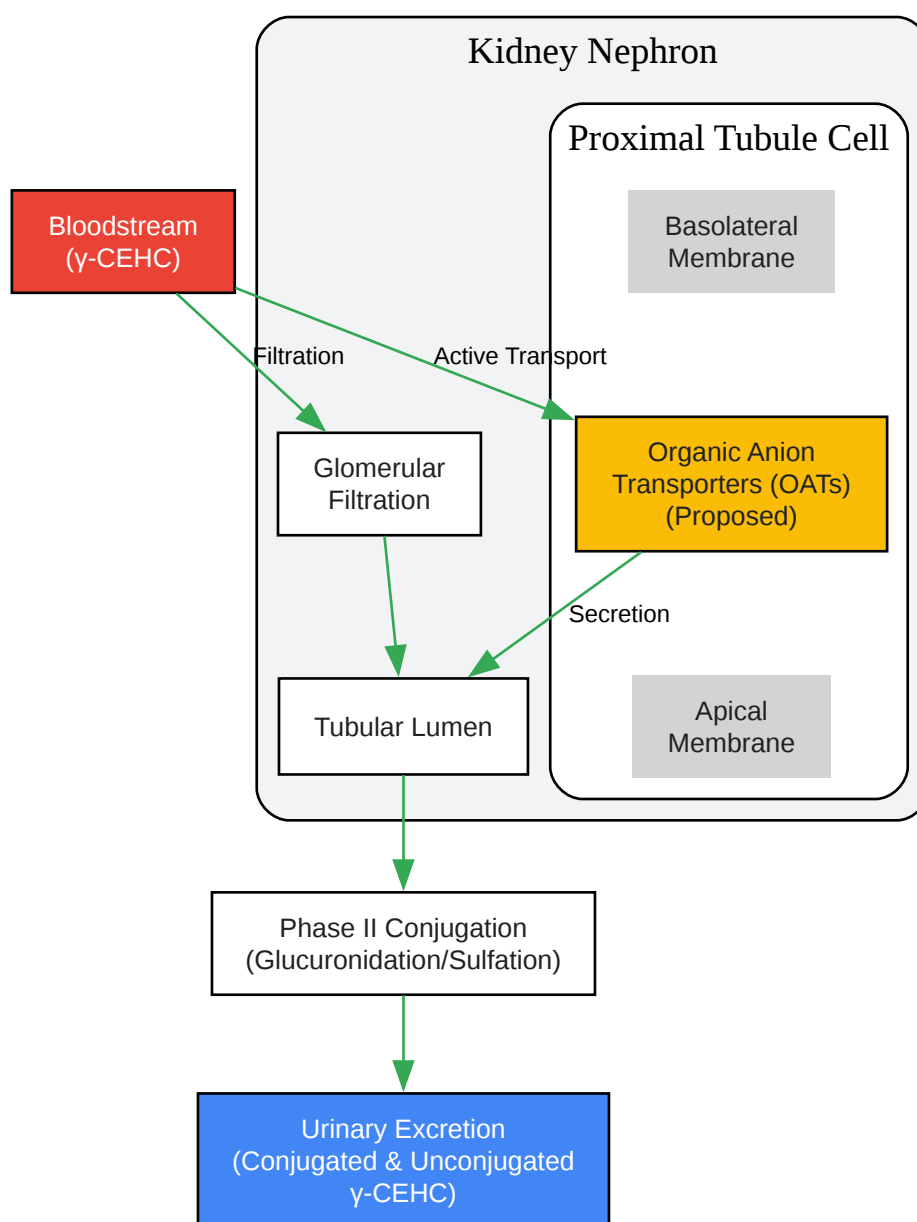 Kidney Nephron
Proximal Tubule Cell
Bloodstream
(γ-CEHC)
Basolateral
Membrane
Filtration
Active Transport
Glomerular
Filtration
Organic Anion
Transporters (OATs)
(Proposed)
Secretion
Tubular Lumen
Apical
Membrane
Phase II Conjugation
(Glucuronidation/Sulfation)
Urinary Excretion
(Conjugated & Unconjugated
γ-CEHC)